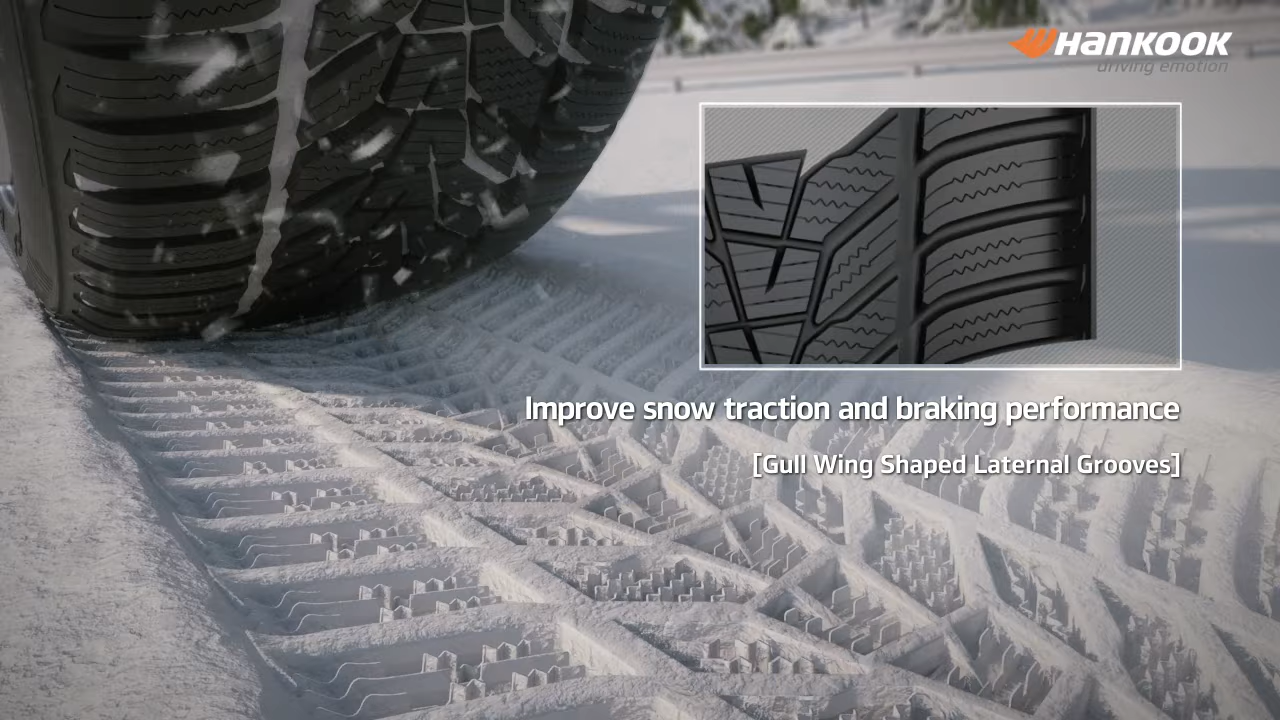 HANKOOK
driving emotion
Improve snow traction and braking performance
[Gull Wing Shaped Laternal Grooves]